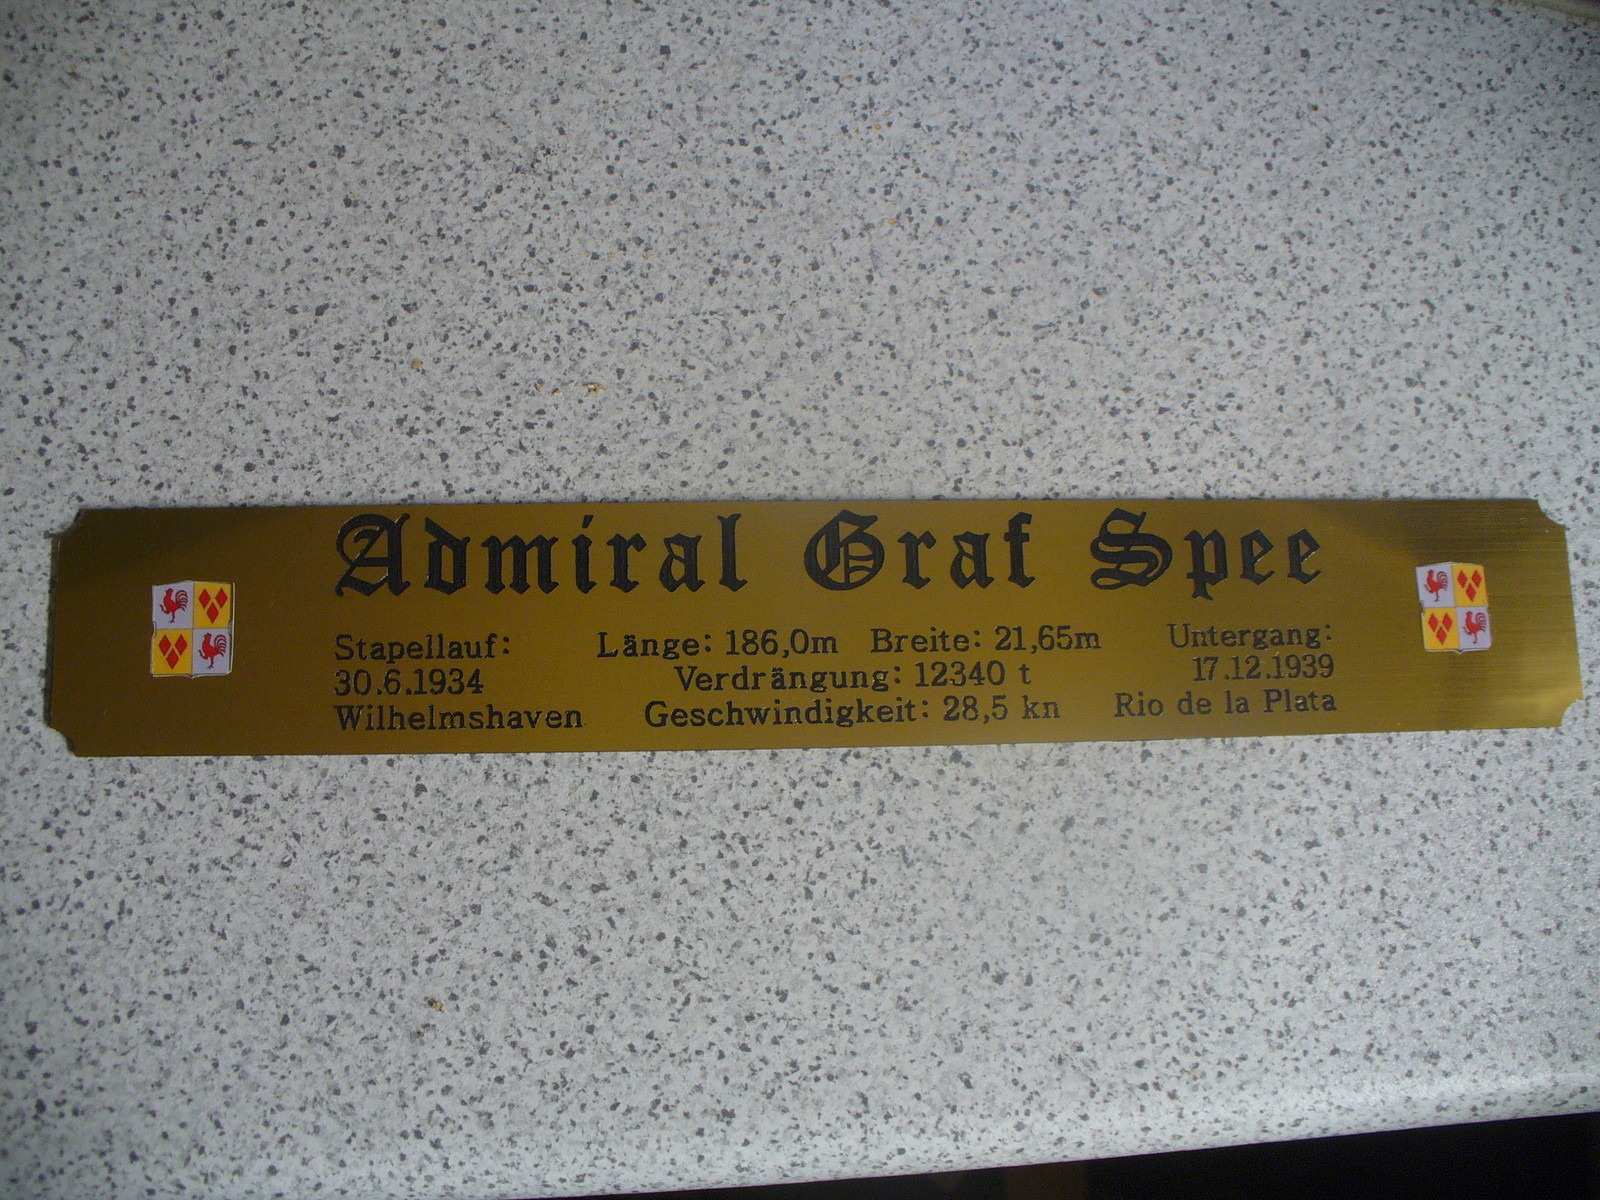 Admiral Graf Spee
Stapellauf: Länge: 186,0m Breite: 21,65m Untergang:
30.6.1934 Verdrängung: 12340 t 17.12.1939
Wilhelmshaven Geschwindigkeit: 28,5 kn Rio de la Plata